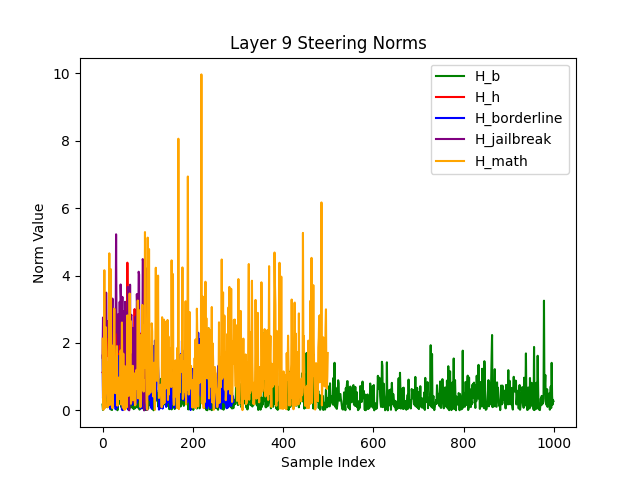 Layer 9 Steering Norms
Norm Value
10
8
6
4
2
0
H_b
H_h
H_borderline
H_jailbreak
H_math
0
200
400
600
800
1000
Sample Index